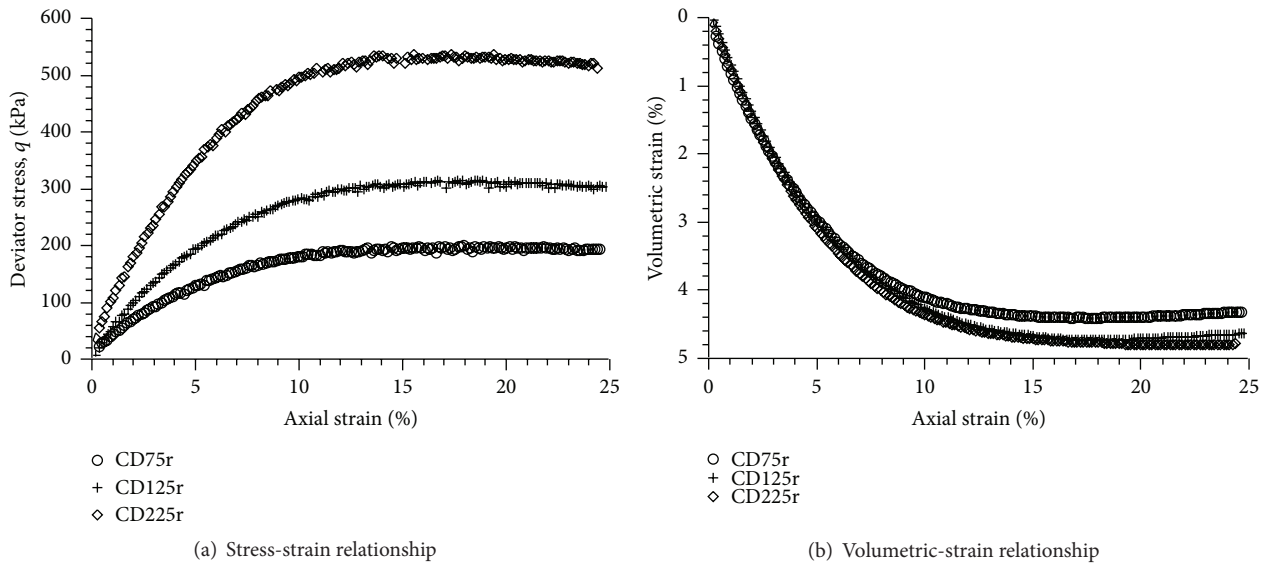 600
500
400
300
200
100
0
Deviator stress, q (kPa)
0 5 10 15 20 25
Axial strain (%)
CD75r
CD125r
CD225r
(a) Stress-strain relationship
0
1
2
3
4
5
Volumetric strain (%)
0 5 10 15 20 25
Axial strain (%)
CD75r
CD125r
CD225r
(b) Volumetric-strain relationship